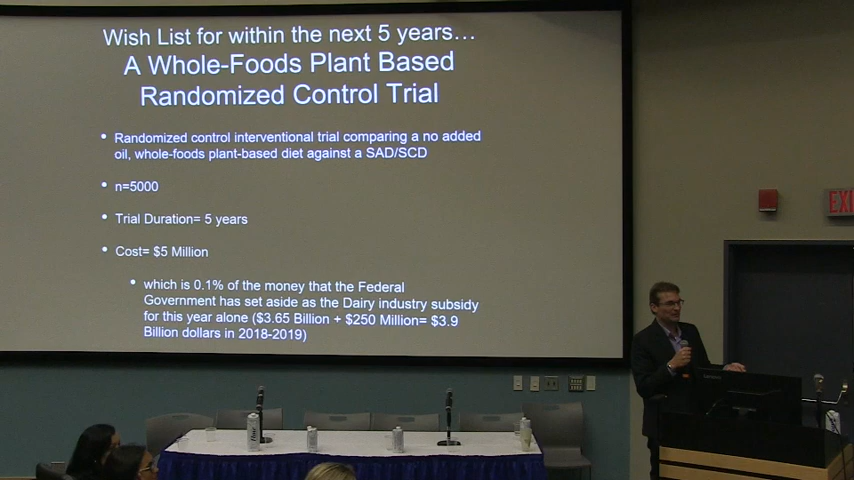 Wish List for within the next 5 years…
A Whole-Foods Plant Based
Randomized Control Trial
• Randomized control interventional trial comparing a no added
oil, whole-foods plant-based diet against a SAD/SCD
• n=5000
• Trial Duration= 5 years
• Cost= $5 Million
• which is 0.1% of the money that the Federal
Government has set aside as the Dairy industry subsidy
for this year alone ($3.65 Billion + $250 Million= $3.9
Billion dollars in 2018-2019)